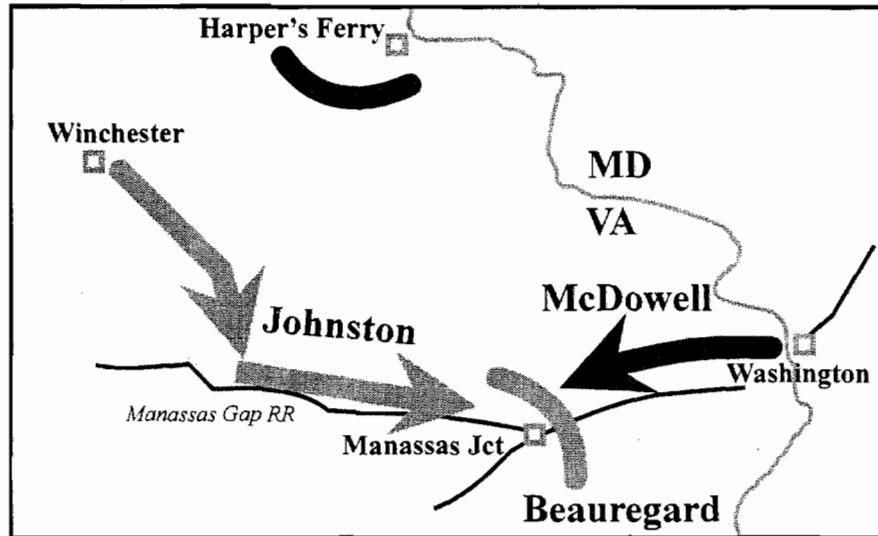 Harper's Ferry
Winchester
MD
VA
McDowell
Johnston
Washington
Manassas Gap RR
Manassas Jct
Beauregard